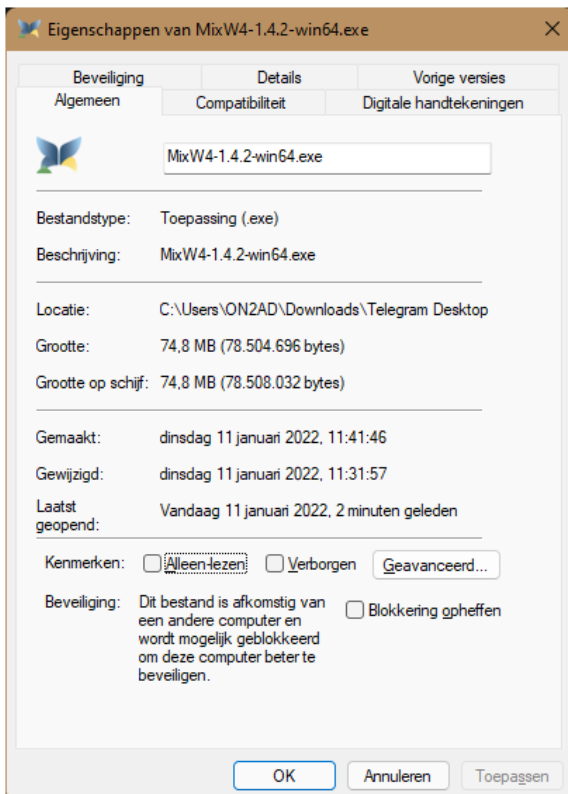 Eigenschappen van MixW4-1.4.2-win64.exe
Beveiliging Details Vorige versies
Algemeen Compatibiliteit Digitale handtekeningen
MixW4-1.4.2-win64.exe
Bestandstype: Toepassing (.exe)
Beschrijving: MixW4-1.4.2-win64.exe
Locatie: C:\Users\ON2AD\Downloads\Telegram Desktop
Grootte: 74,8 MB (78.504.696 bytes)
Grootte op schijf: 74,8 MB (78.508.032 bytes)
Gemaakt: dinsdag 11 januari 2022, 11:41:46
Gewijzigd: dinsdag 11 januari 2022, 11:31:57
Laatst
geopend: Vandaag 11 januari 2022, 2 minuten geleden
Kenmerken: Alleen-lezen Verborgen Geavanceerd...
Beveiliging: Dit bestand is afkomstig van
een andere computer en
wordt mogelijk geblokkeerd
om deze computer beter te
beveiligen.
Blokkering opheffen
OK Annuleren Toepassen